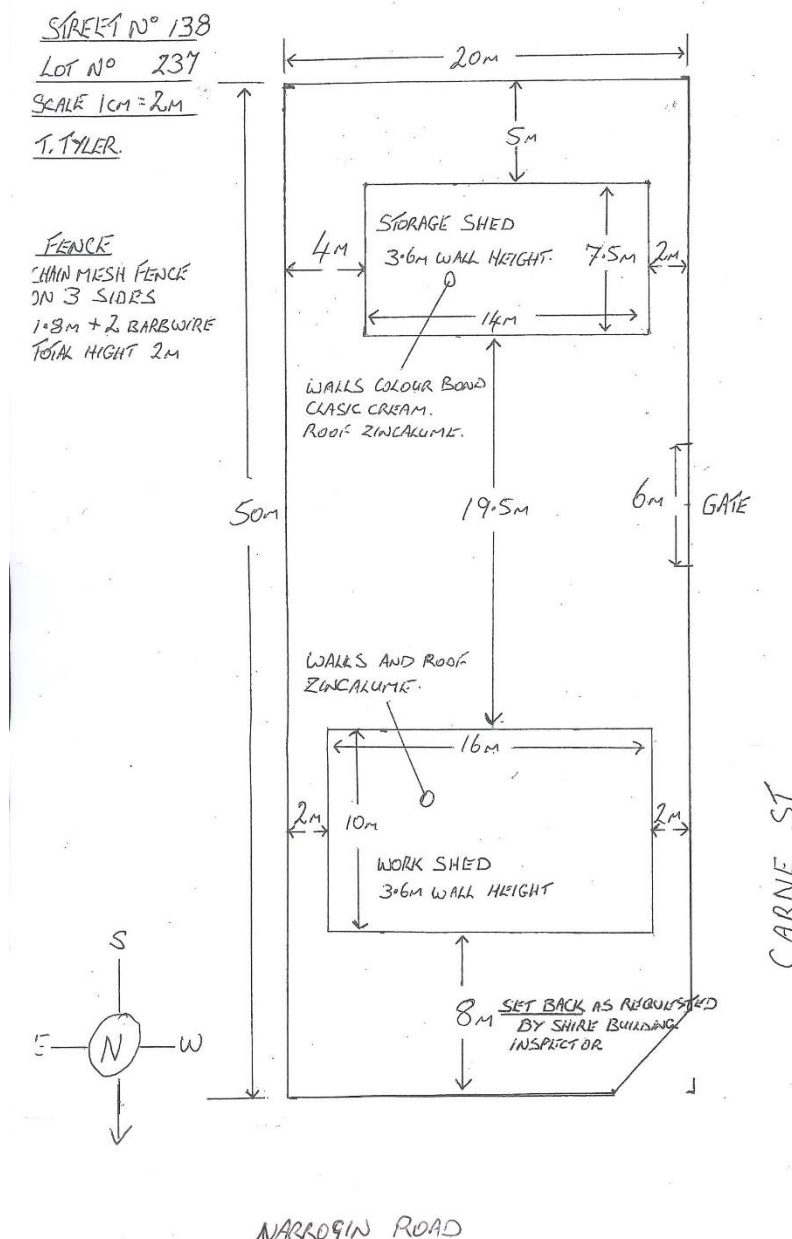 STREET Nº 138
LOT Nº 237
SCALE 1CM = 2M
T. TYLER.
FENCE
CHAIN MESH FENCE
ON 3 SIDES
1.8M + 2 BARBWIRE
TOTAL HIGHT 2M
20M
5M
STORAGE SHED
3.6M WALL HEIGHT.
4M
7.5M
2M
14M
WALLS COLOUR BOND
CLASIC CREAM.
ROOF ZINCALUME.
50M
19.5M
6M
GATE
WALLS AND ROOF
ZINCALUME.
16M
2M
10M
2M
WORK SHED
3.6M WALL HEIGHT
CARNE ST
8M
SET BACK AS REQUESTED
BY SHIRE BUILDING
INSPECTOR
S
E
N
W
NARROGIN ROAD